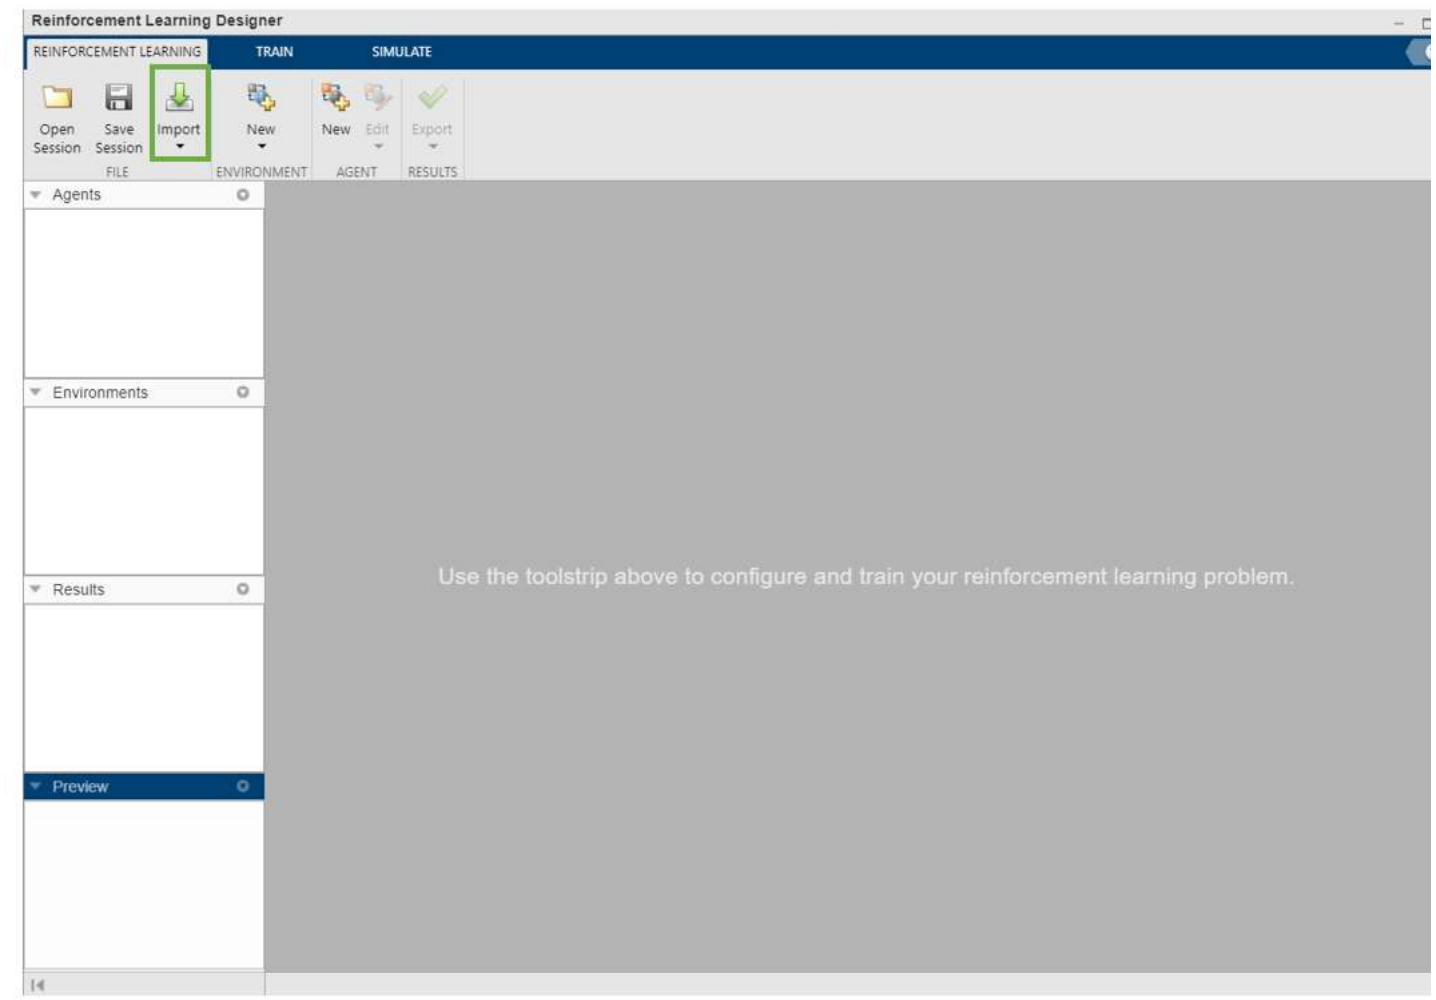 Reinforcement Learning Designer
REINFORCEMENT LEARNING TRAIN SIMULATE
Open Session Save Session Import New New Edit Export
FILE ENVIRONMENT AGENT RESULTS
Agents
Environments
Results
Use the toolstrip above to configure and train your reinforcement learning problem.
Preview